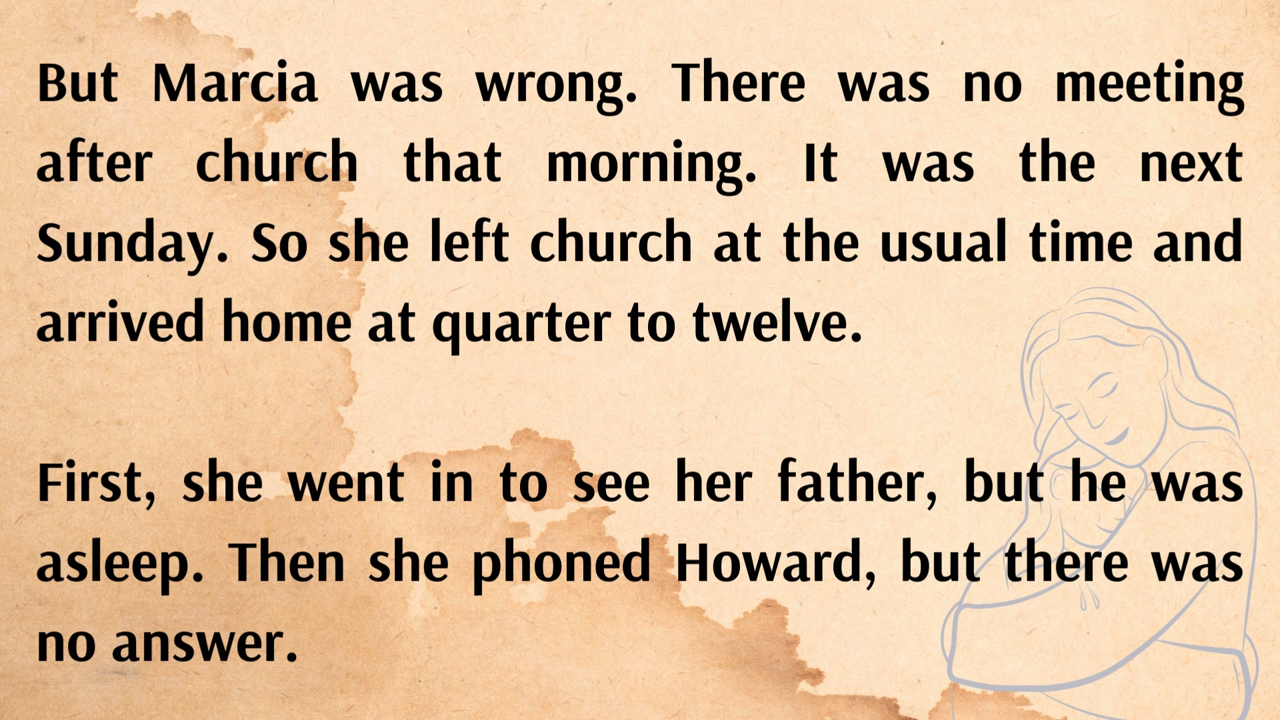 But Marcia was wrong. There was no meeting
after church that morning. It was the next
Sunday. So she left church at the usual time and
arrived home at quarter to twelve.
First, she went in to see her father, but he was
asleep. Then she phoned Howard, but there was
no answer.